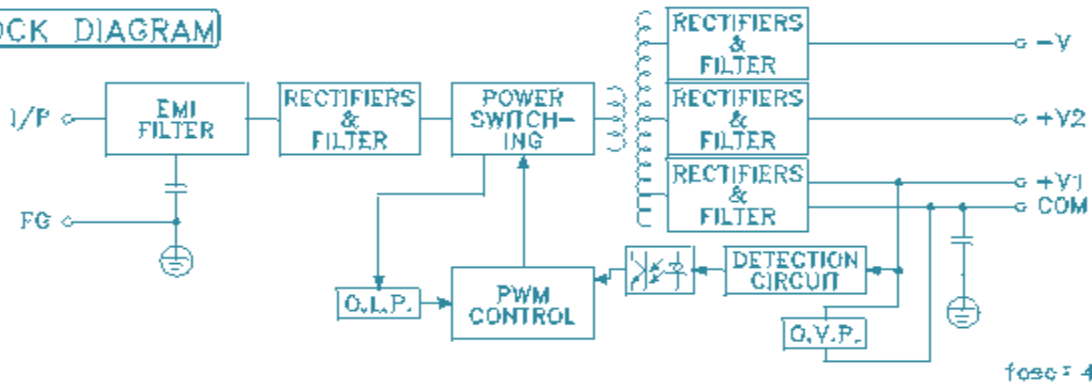 OCK DIAGRAM
I/P
EMI
FILTER
RECTIFIERS
&
FILTER
POWER
SWITCH-
ING
RECTIFIERS
&
FILTER
-V
RECTIFIERS
&
FILTER
+V2
RECTIFIERS
&
FILTER
+V1
COM
FG
O.L.P.
PWM
CONTROL
DETECTION
CIRCUIT
O.V.P.
fosc: 4